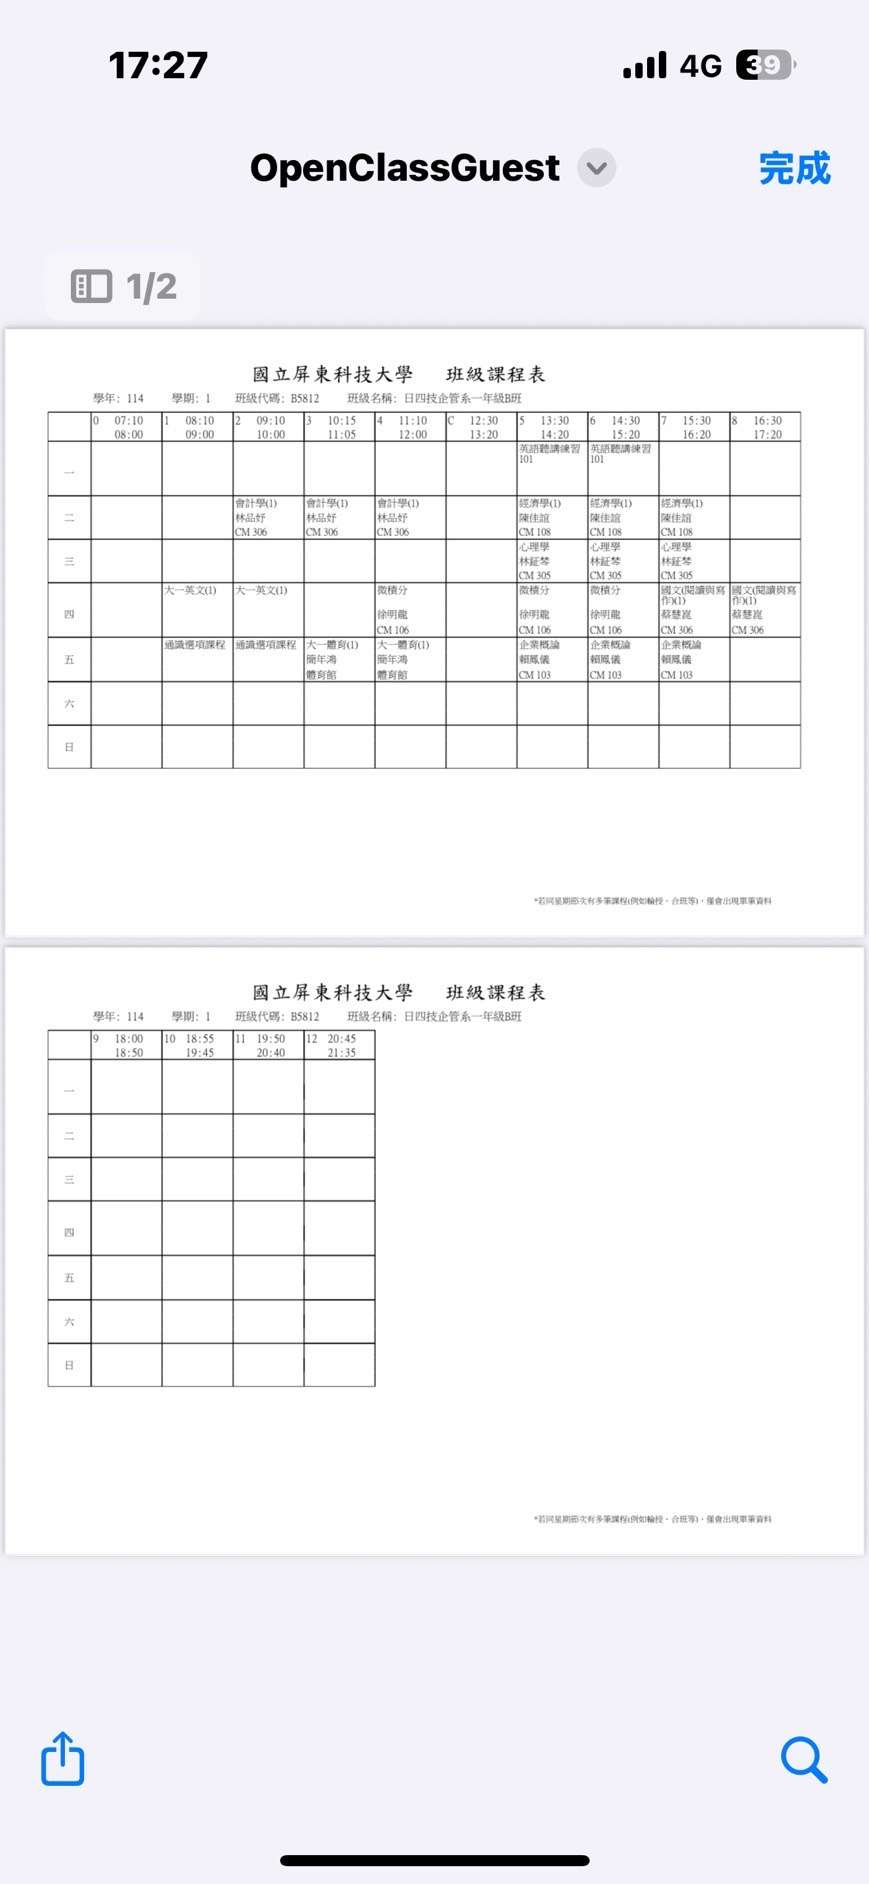 17:27
4G 39
OpenClassGuest
完成
1/2
國立屏東科技大學 班級課程表
學年: 114 學期: 1 班級代碼: B5812 班級名稱: 日四技企管系一年級B班
0 07:10 1 08:10 2 09:10 3 10:15 4 11:10 C 12:30 5 13:30 6 14:30 7 15:30 8 16:30
08:00 09:00 10:00 11:05 12:00 13:20 14:20 15:20 16:20 17:20
英語聽講練習 英語聽講練習
101 101
一
會計學(1) 會計學(1) 會計學(1) 經濟學(1) 經濟學(1) 經濟學(1)
二 林品妤 林品妤 林品妤 陳佳誼 陳佳誼 陳佳誼
CM 306 CM 306 CM 306 CM 108 CM 108 CM 108
心理學 心理學 心理學
三 林鉦棽 林鉦棽 林鉦棽
CM 305 CM 305 CM 305
大一英文(1) 大一英文(1) 微積分 微積分 微積分 國文(閱讀與寫 國文(閱讀與寫
作)(1) 作)(1)
四 徐明龍 徐明龍 徐明龍 蔡慧崑 蔡慧崑
CM 106 CM 106 CM 106 CM 306 CM 306
通識選項課程 通識選項課程 大一體育(1) 大一體育(1) 企業概論 企業概論 企業概論
五 簡年鴻 簡年鴻 賴鳳儀 賴鳳儀 賴鳳儀
體育館 體育館 CM 103 CM 103 CM 103
六
日
*若同星期節次有多筆課程(例如輪授、合班等)，僅會出現單筆資料
國立屏東科技大學 班級課程表
學年: 114 學期: 1 班級代碼: B5812 班級名稱: 日四技企管系一年級B班
9 18:00 10 18:55 11 19:50 12 20:45
18:50 19:45 20:40 21:35
一
二
三
四
五
六
日
*若同星期節次有多筆課程(例如輪授、合班等)，僅會出現單筆資料